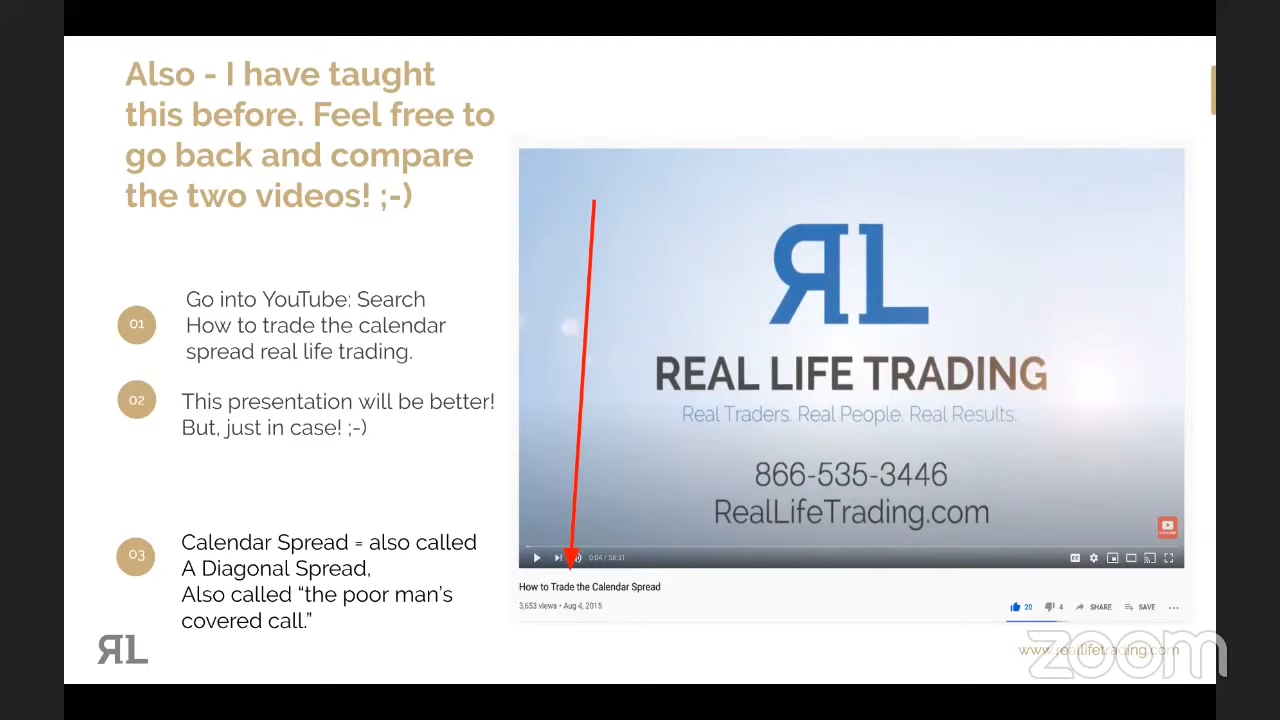 Also - I have taught
this before. Feel free to
go back and compare
the two videos! ;-)
01
Go into YouTube: Search
How to trade the calendar
spread real life trading.
02
This presentation will be better!
But, just in case! ;-)
03
Calendar Spread = also called
A Diagonal Spread,
Also called “the poor man’s
covered call.”
RL
RL
REAL LIFE TRADING
Real Traders. Real People. Real Results.
866-535-3446
RealLifeTrading.com
0:04 / 58:31
How to Trade the Calendar Spread
3,653 views • Aug 4, 2015
20 4 SHARE SAVE
www.reallifetrading.com
zoom